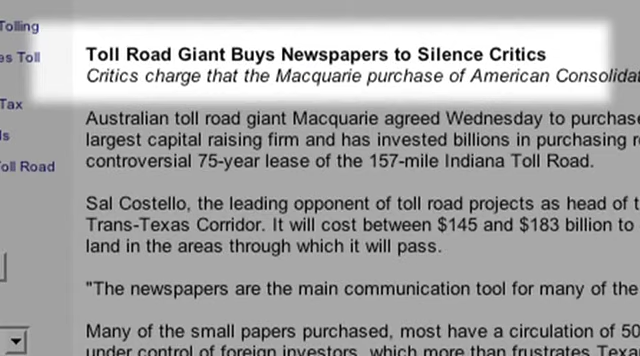 Tolling
es Toll
Tax
ls
Toll Road
Toll Road Giant Buys Newspapers to Silence Critics
Critics charge that the Macquarie purchase of American Consolidat
Australian toll road giant Macquarie agreed Wednesday to purchase
largest capital raising firm and has invested billions in purchasing r
controversial 75-year lease of the 157-mile Indiana Toll Road.
Sal Costello, the leading opponent of toll road projects as head of t
Trans-Texas Corridor. It will cost between $145 and $183 billion to
land in the areas through which it will pass.
"The newspapers are the main communication tool for many of the
Many of the small papers purchased, most have a circulation of 50
under control of foreign investors, which more than frustrates Texa